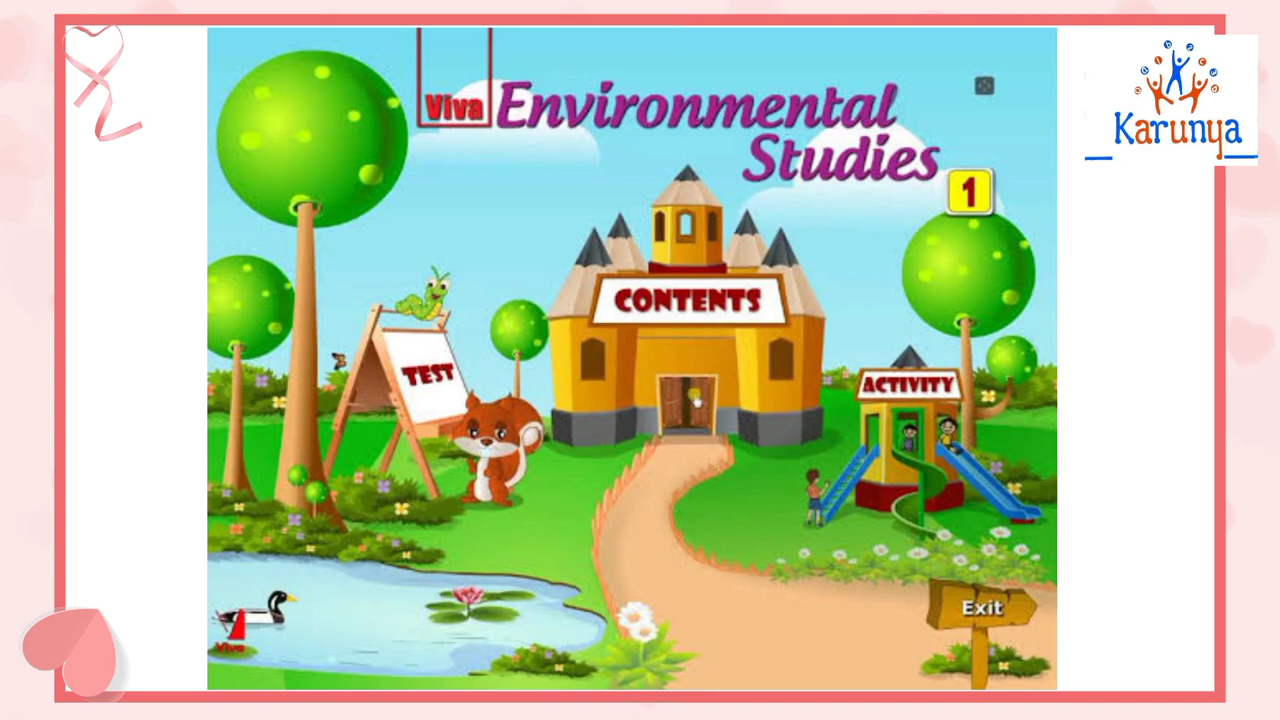 Viva
Environmental
Studies
1
Karunya
CONTENTS
TEST
ACTIVITY
Exit
Viva